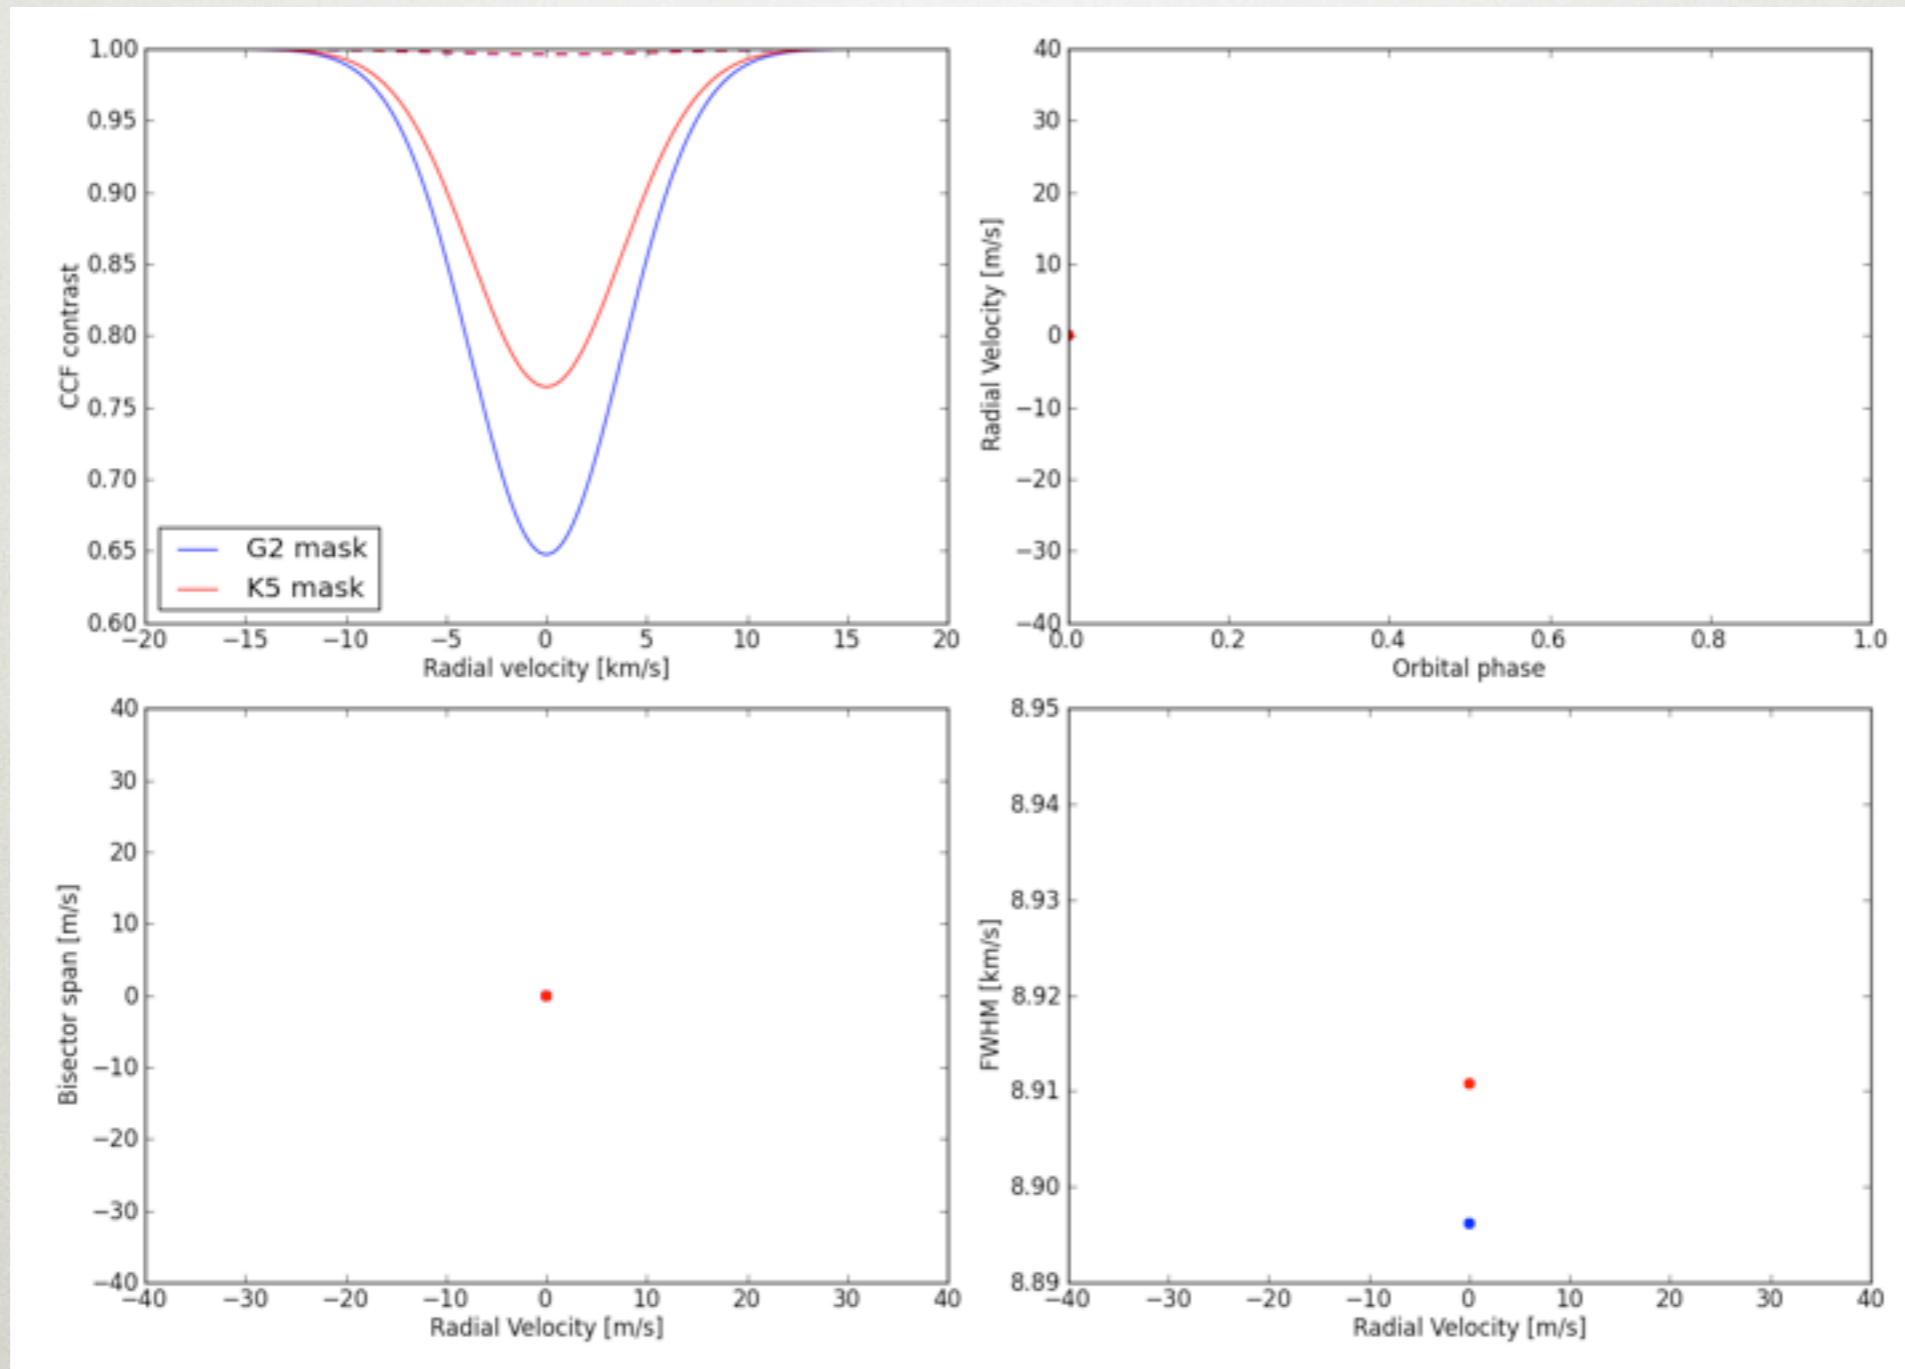 1.00
0.95
0.90
0.85
0.80
0.75
0.70
0.65
0.60
CCF contrast
G2 mask
K5 mask
−20 −15 −10 −5 0 5 10 15 20
Radial velocity [km/s]
40
30
20
10
0
−10
−20
−30
−40
Radial Velocity [m/s]
0.0 0.2 0.4 0.6 0.8 1.0
Orbital phase
40
30
20
10
0
−10
−20
−30
−40
Bisector span [m/s]
−40 −30 −20 −10 0 10 20 30 40
Radial Velocity [m/s]
8.95
8.94
8.93
8.92
8.91
8.90
8.89
FWHM [km/s]
−40 −30 −20 −10 0 10 20 30 40
Radial Velocity [m/s]